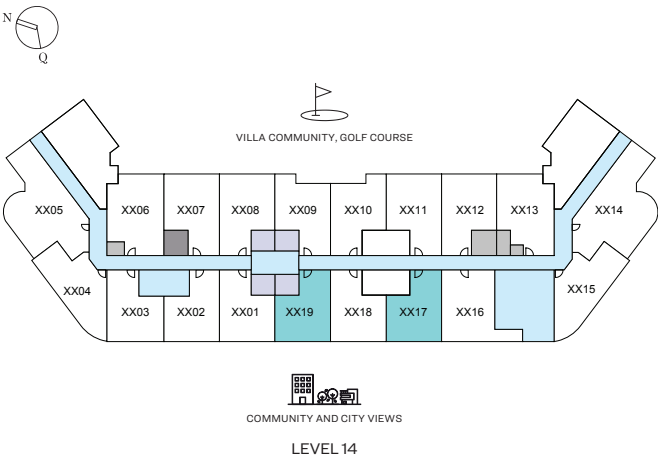 N
Q
VILLA COMMUNITY, GOLF COURSE
XX05
XX06
XX07
XX08
XX09
XX10
XX11
XX12
XX13
XX14
XX04
XX03
XX02
XX01
XX19
XX18
XX17
XX16
XX15
COMMUNITY AND CITY VIEWS
LEVEL 14